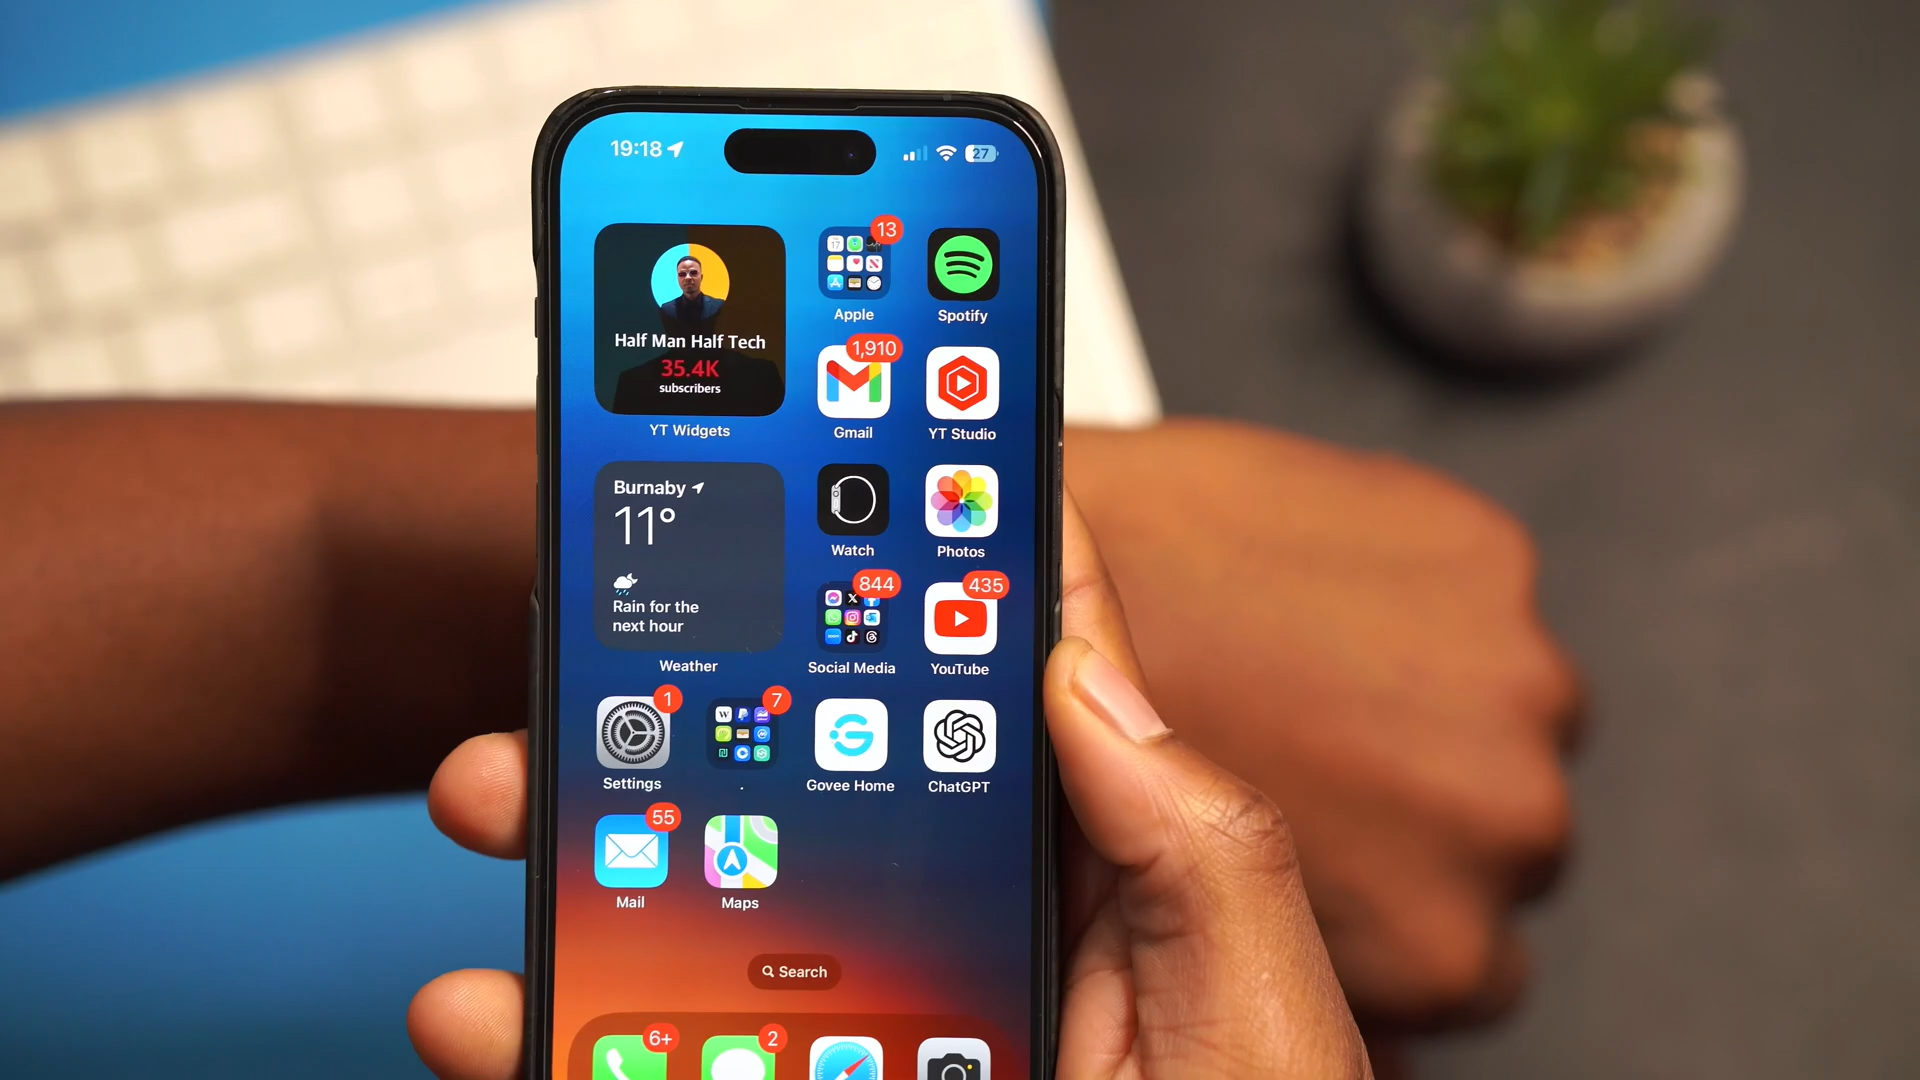 19:18
27
Half Man Half Tech
35.4K
subscribers
YT Widgets
13
Apple
Spotify
1,910
Gmail
YT Studio
Burnaby
11°
Rain for the
next hour
Weather
Watch
Photos
844
Social Media
435
YouTube
1
Settings
7
.
Govee Home
ChatGPT
55
Mail
Maps
Search
6+
2